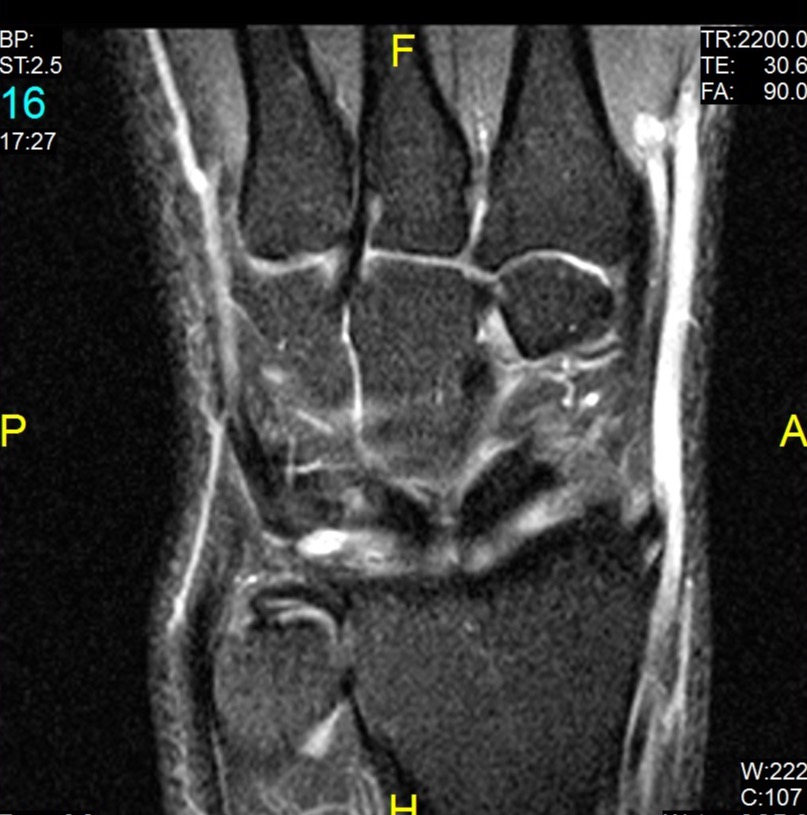 BP:
ST:2.5
16
17:27
F
TR:2200.0
TE: 30.6
FA: 90.0
P
A
H
W:222
C:107